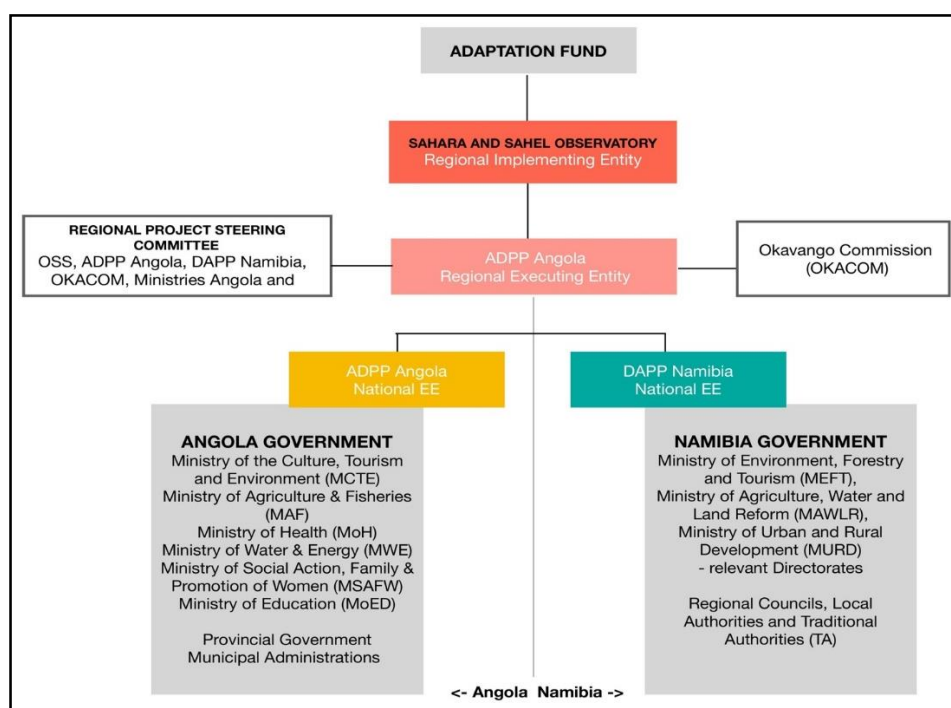 ADAPTATION FUND
SAHARA AND SAHEL OBSERVATORY
Regional Implementing Entity
REGIONAL PROJECT STEERING
COMMITTEE
OSS, ADPP Angola, DAPP Namibia,
OKACOM, Ministries Angola and
ADPP Angola
Regional Executing Entity
Okavango Commission
(OKACOM)
ADPP Angola
National EE
DAPP Namibia
National EE
ANGOLA GOVERNMENT
Ministry of the Culture, Tourism
and Environment (MCTE)
Ministry of Agriculture & Fisheries
(MAF)
Ministry of Health (MoH)
Ministry of Water & Energy (MWE)
Ministry of Social Action, Family &
Promotion of Women (MSAFW)
Ministry of Education (MoED)
Provincial Government
Municipal Administrations
NAMIBIA GOVERNMENT
Ministry of Environment, Forestry
and Tourism (MEFT),
Ministry of Agriculture, Water and
Land Reform (MAWLR),
Ministry of Urban and Rural
Development (MURD)
- relevant Directorates
Regional Councils, Local
Authorities and Traditional
Authorities (TA)
<- Angola Namibia ->